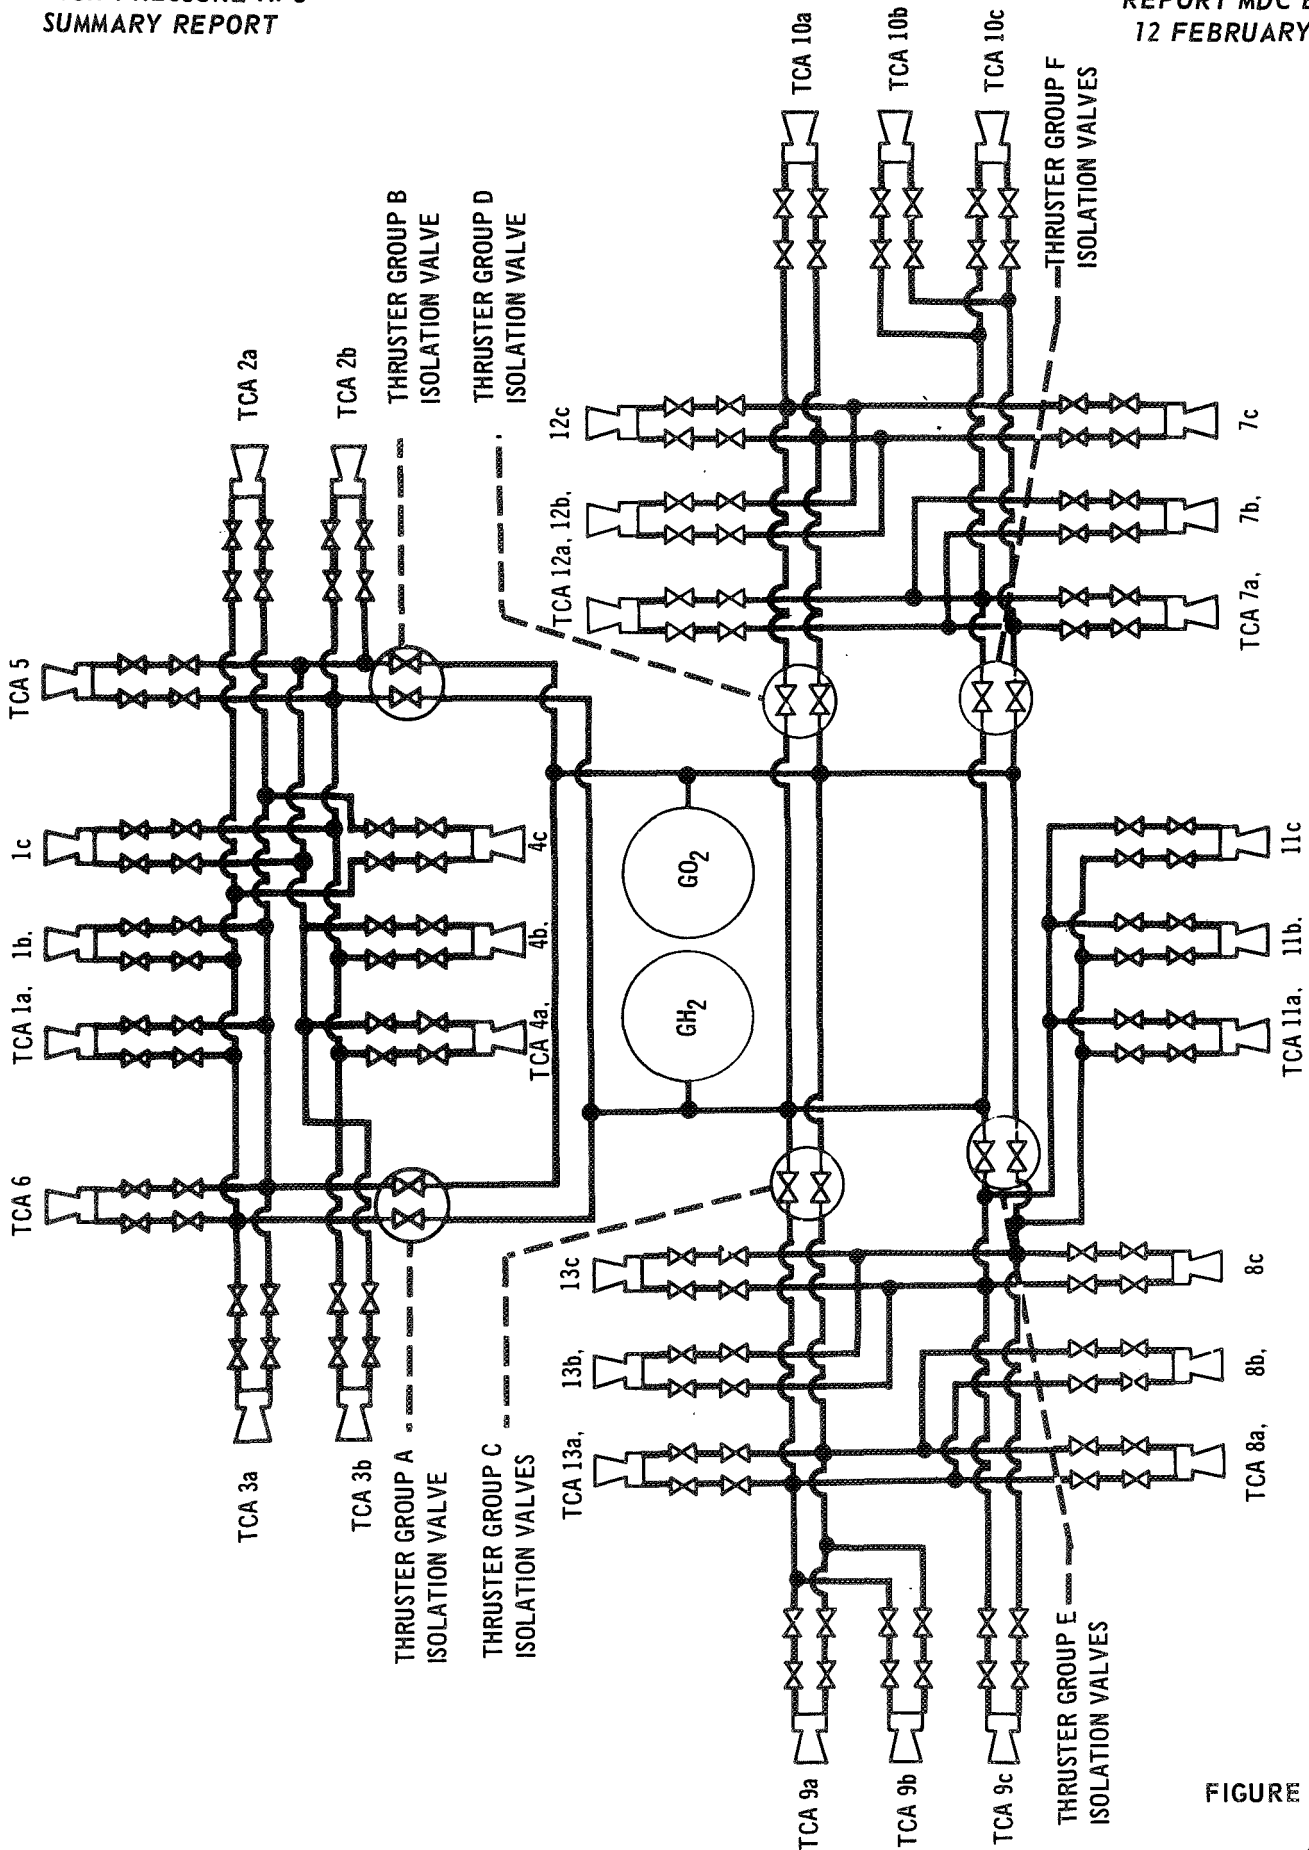 SUMMARY REPORT
REPORT MDC
12 FEBRUARY
TCA 10a
TCA 10b
TCA 10c
THRUSTER GROUP F
ISOLATION VALVES
THRUSTER GROUP B
ISOLATION VALVE
THRUSTER GROUP D
ISOLATION VALVE
TCA 2a
TCA 2b
TCA 5
12c
TCA 12a, 12b,
7c
7b,
TCA 7a,
1c
1b,
TCA 1a,
4c
4b,
TCA 4a,
GO2
GH2
11c
11b,
TCA 11a,
TCA 6
13c
13b,
TCA 13a,
8c
8b,
TCA 8a,
TCA 3a
TCA 3b
THRUSTER GROUP A
ISOLATION VALVE
THRUSTER GROUP C
ISOLATION VALVES
THRUSTER GROUP E
ISOLATION VALVES
TCA 9a
TCA 9b
TCA 9c
FIGURE